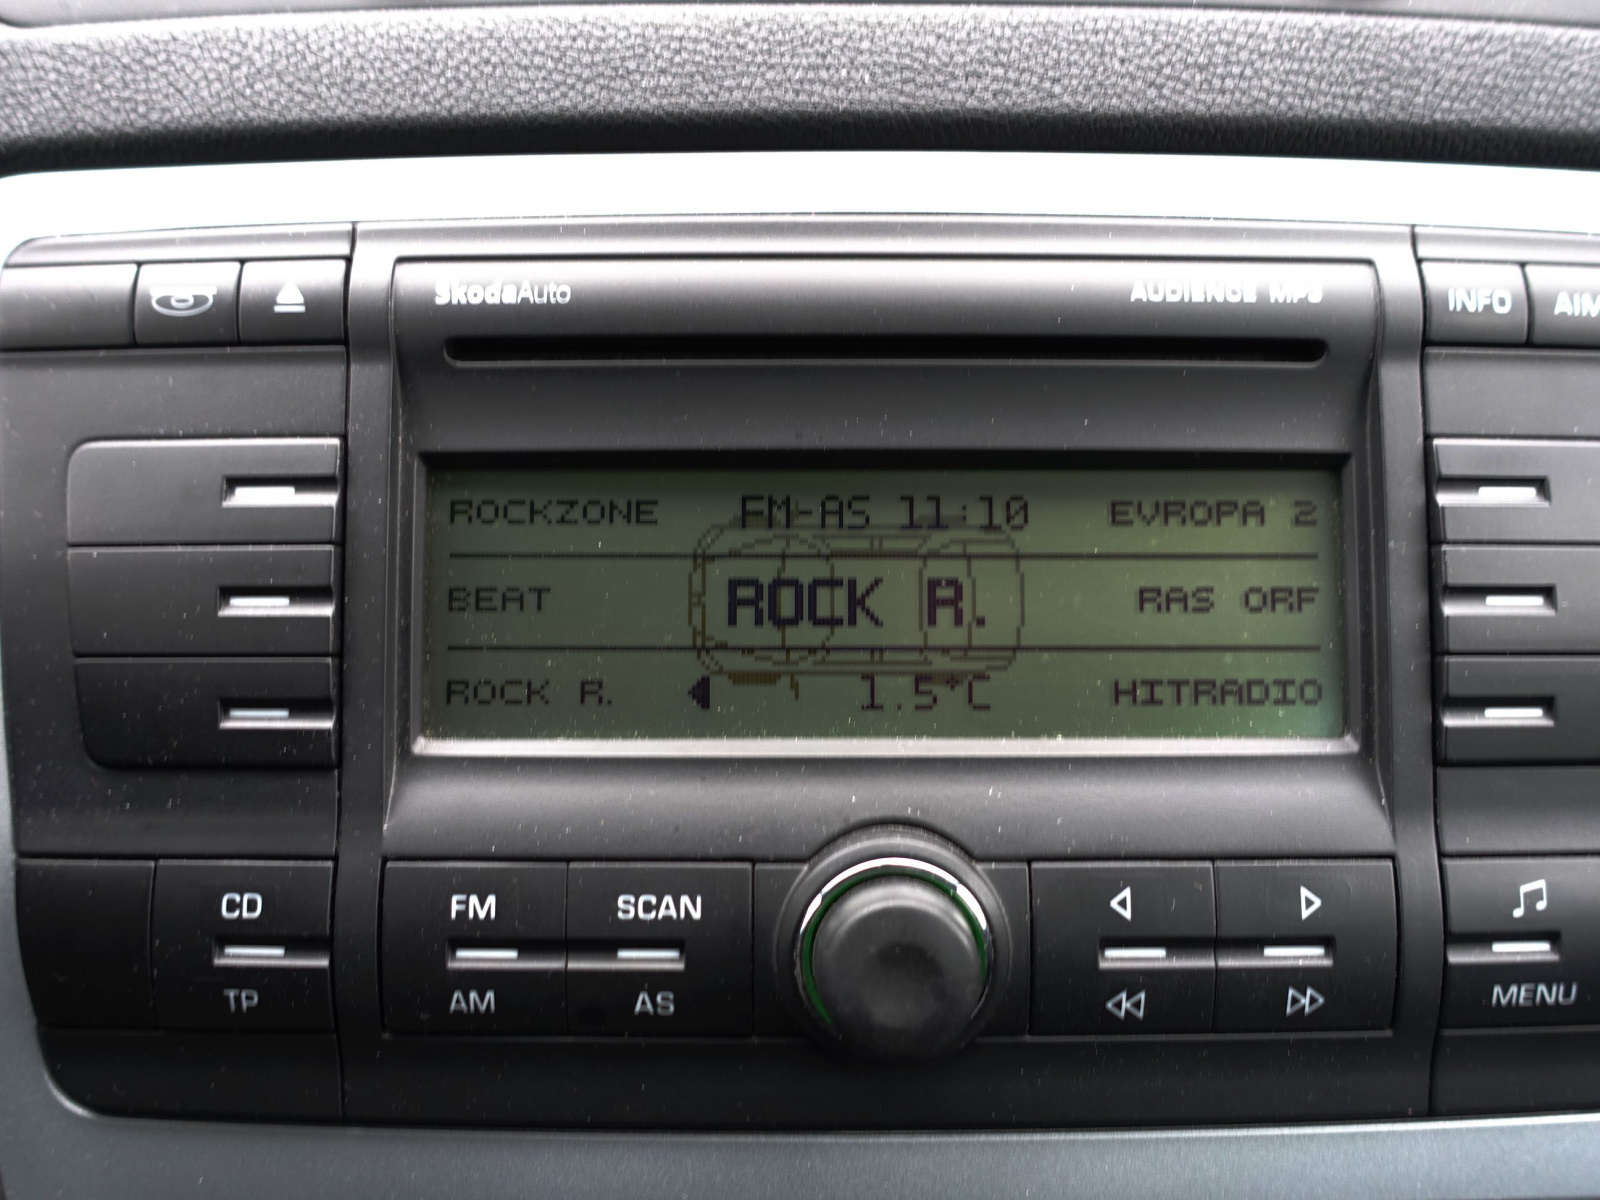 SkodaAuto AUDIENCE MP3 INFO
ROCKZONE FM-AS 11:10 EVROPA 2
BEAT ROCK R. RAS ORF
ROCK R. 1.5°C HITRADIO
CD FM SCAN
TP AM AS MENU